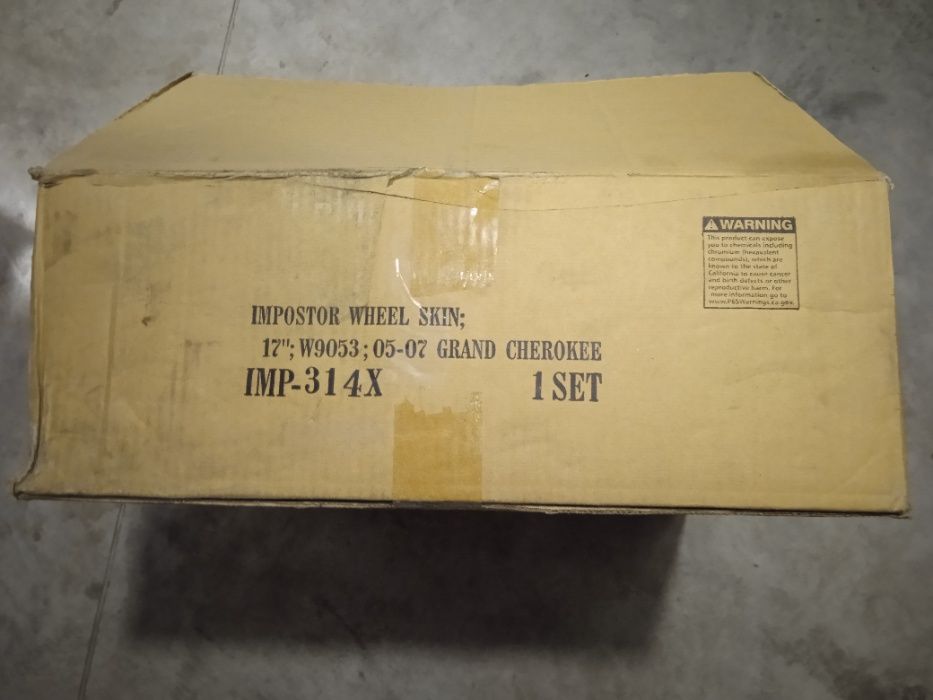 WARNING
This product can expose
you to chemicals including
chromium (hexavalent
compounds), which are
known to the state of
California to cause cancer
and birth defects or other
reproductive harm. For
more information go to
www.P65Warnings.ca.gov.
IMPOSTOR WHEEL SKIN;
17"; W9053; 05-07 GRAND CHEROKEE
IMP-314X 1 SET